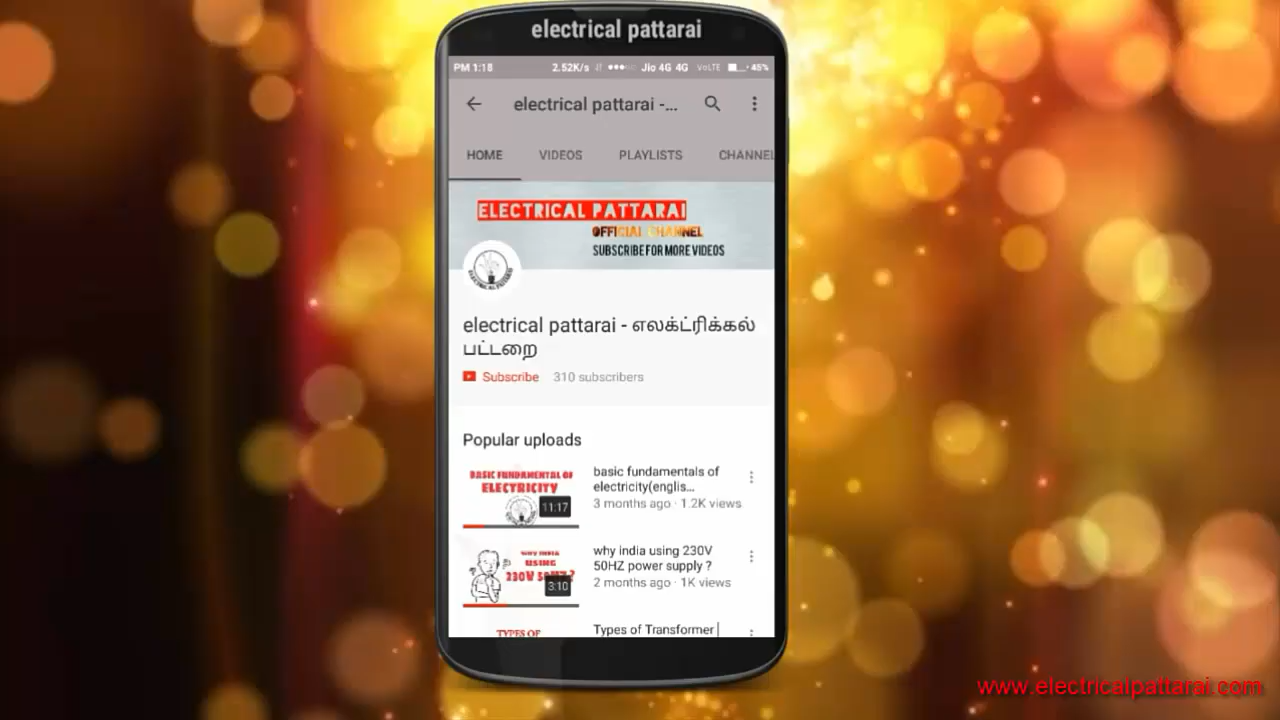 electrical pattarai
PM 1:18 2.52K/s Jio 4G 4G VoLTE 45%
electrical pattarai -...
HOME VIDEOS PLAYLISTS CHANNEL
ELECTRICAL PATTARAI
OFFICIAL CHANNEL
SUBSCRIBE FOR MORE VIDEOS
electrical pattarai - எலக்ட்ரிக்கல்
பட்டறை
Subscribe 310 subscribers
Popular uploads
BASIC FUNDAMENTAL OF
ELECTRICITY
11:17
basic fundamentals of
electricity(englis...
3 months ago · 1.2K views
WHY INDIA
USING
230V 50HZ?
3:10
why india using 230V
50HZ power supply ?
2 months ago · 1K views
TYPES OF
Types of Transformer |
www.electricalpattarai.com